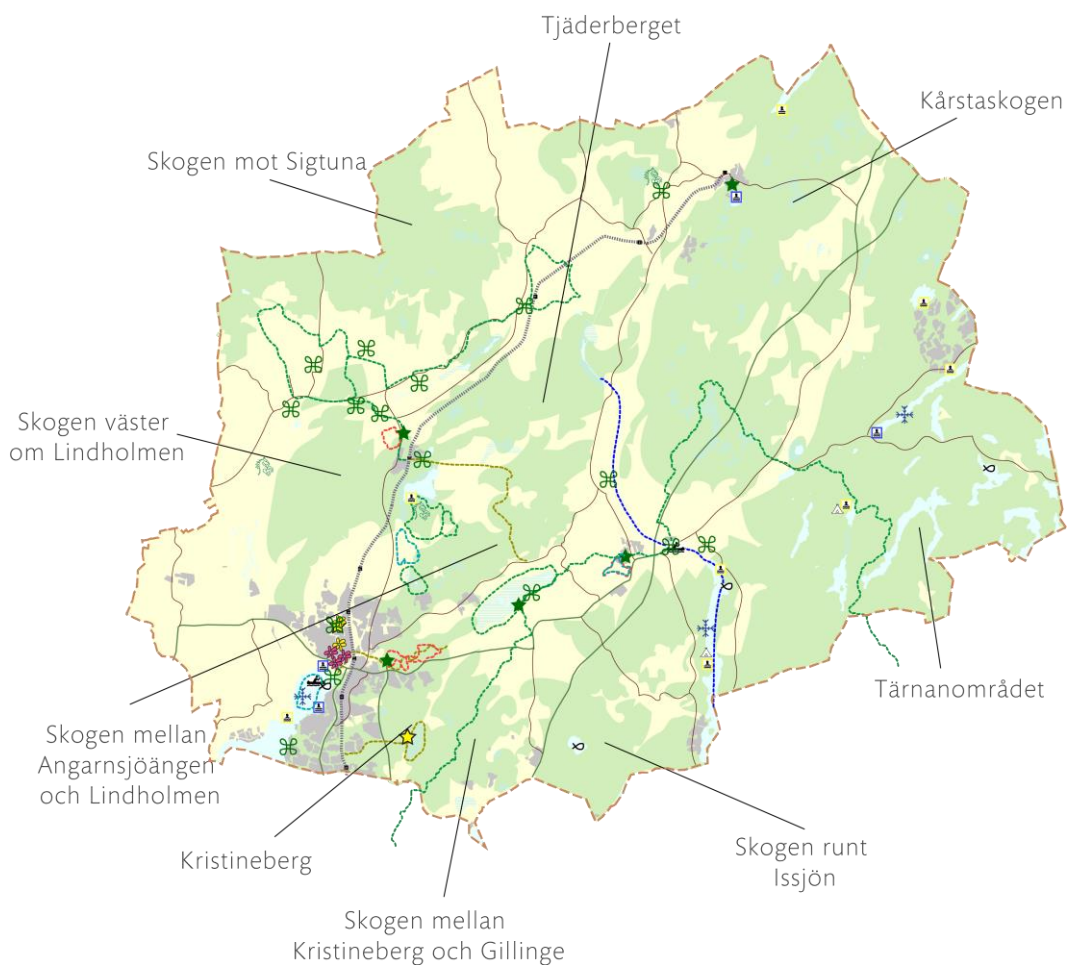 Tjäderberget
Kårstaskogen
Skogen mot Sigtuna
Skogen väster
om Lindholmen
Tärnanområdet
Skogen mellan
Angarnsjöängen
och Lindholmen
Kristineberg
Skogen runt
Issjön
Skogen mellan
Kristineberg och Gillinge